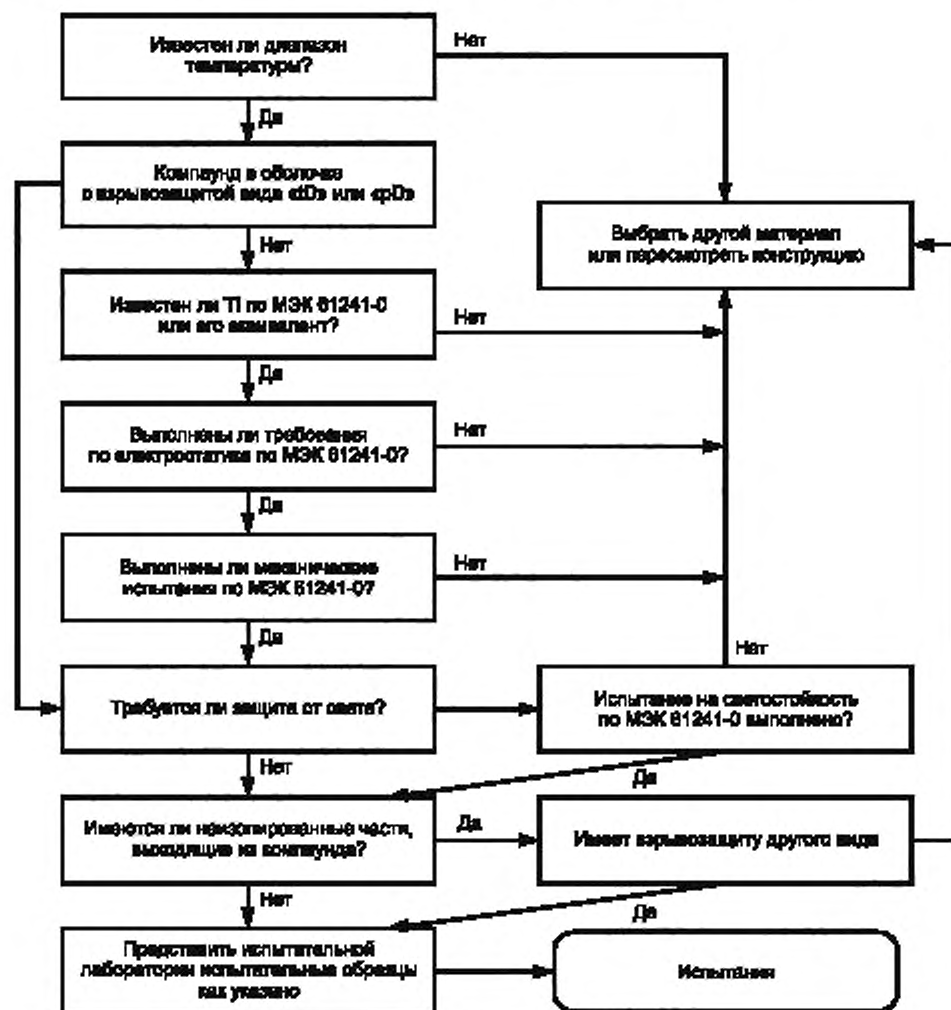 Известен ли диапазон
температуры?
Нет
Да
Компаунд в оболочке
с взрывозащитой вида «tD» или «pD»
Выбрать другой материал
или пересмотреть конструкцию
Нет
Известен ли TI по МЭК 61241-0
или его эквивалент?
Нет
Да
Выполнены ли требования
по электростатике по МЭК 61241-0?
Нет
Да
Выполнены ли механические
испытания по МЭК 61241-0?
Нет
Да
Нет
Требуется ли защита от света?
Испытание на светостойкость
по МЭК 61241-0 выполнено?
Нет
Да
Имеются ли неизолированные части,
выходящие из компаунда?
Да
Имеет взрывозащиту другого вида
Нет
Да
Представить испытательной
лаборатории испытательные образцы
как указано
Испытания